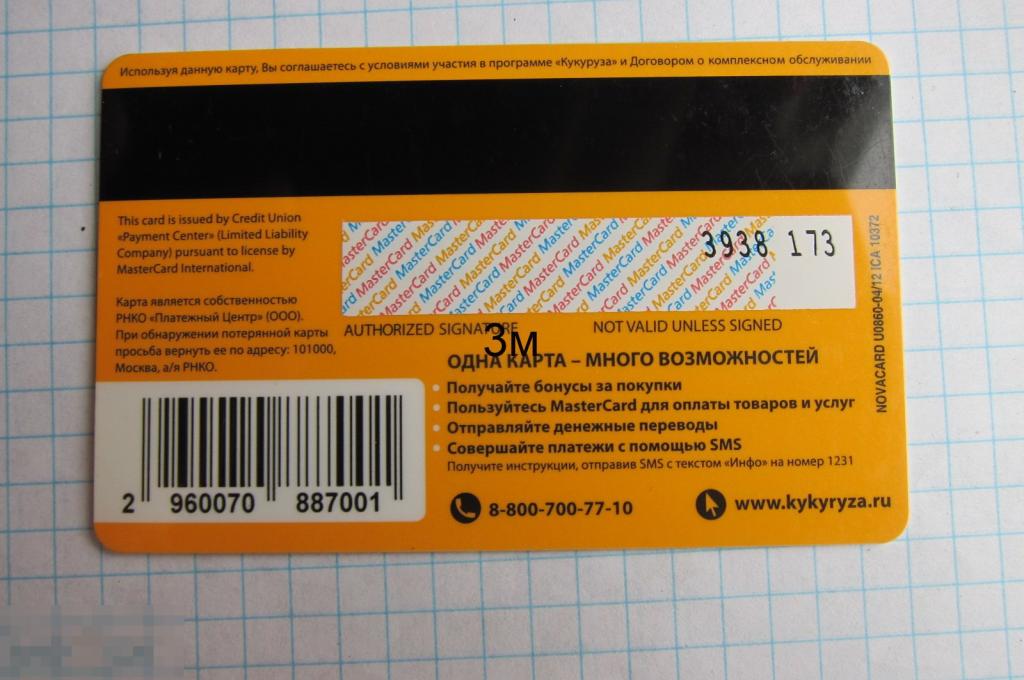 Используя данную карту, Вы соглашаетесь с условиями участия в программе «Кукуруза» и Договором о комплексном обслуживании
This card is issued by Credit Union
«Payment Center» (Limited Liability
Company) pursuant to license by
MasterCard International.
Карта является собственностью
РНКО «Платежный Центр» (ООО).
При обнаружении потерянной карты
просьба вернуть ее по адресу: 101000,
Москва, а/я РНКО.
3938 173
AUTHORIZED SIGNATURE NOT VALID UNLESS SIGNED
3м
ОДНА КАРТА – МНОГО ВОЗМОЖНОСТЕЙ
• Получайте бонусы за покупки
• Пользуйтесь MasterCard для оплаты товаров и услуг
• Отправляйте денежные переводы
• Совершайте платежи с помощью SMS
Получите инструкции, отправив SMS с текстом «Инфо» на номер 1231
8-800-700-77-10 www.kykyryza.ru
2 960070 887001
NOVACARD U0860-04/12 ICA 10372